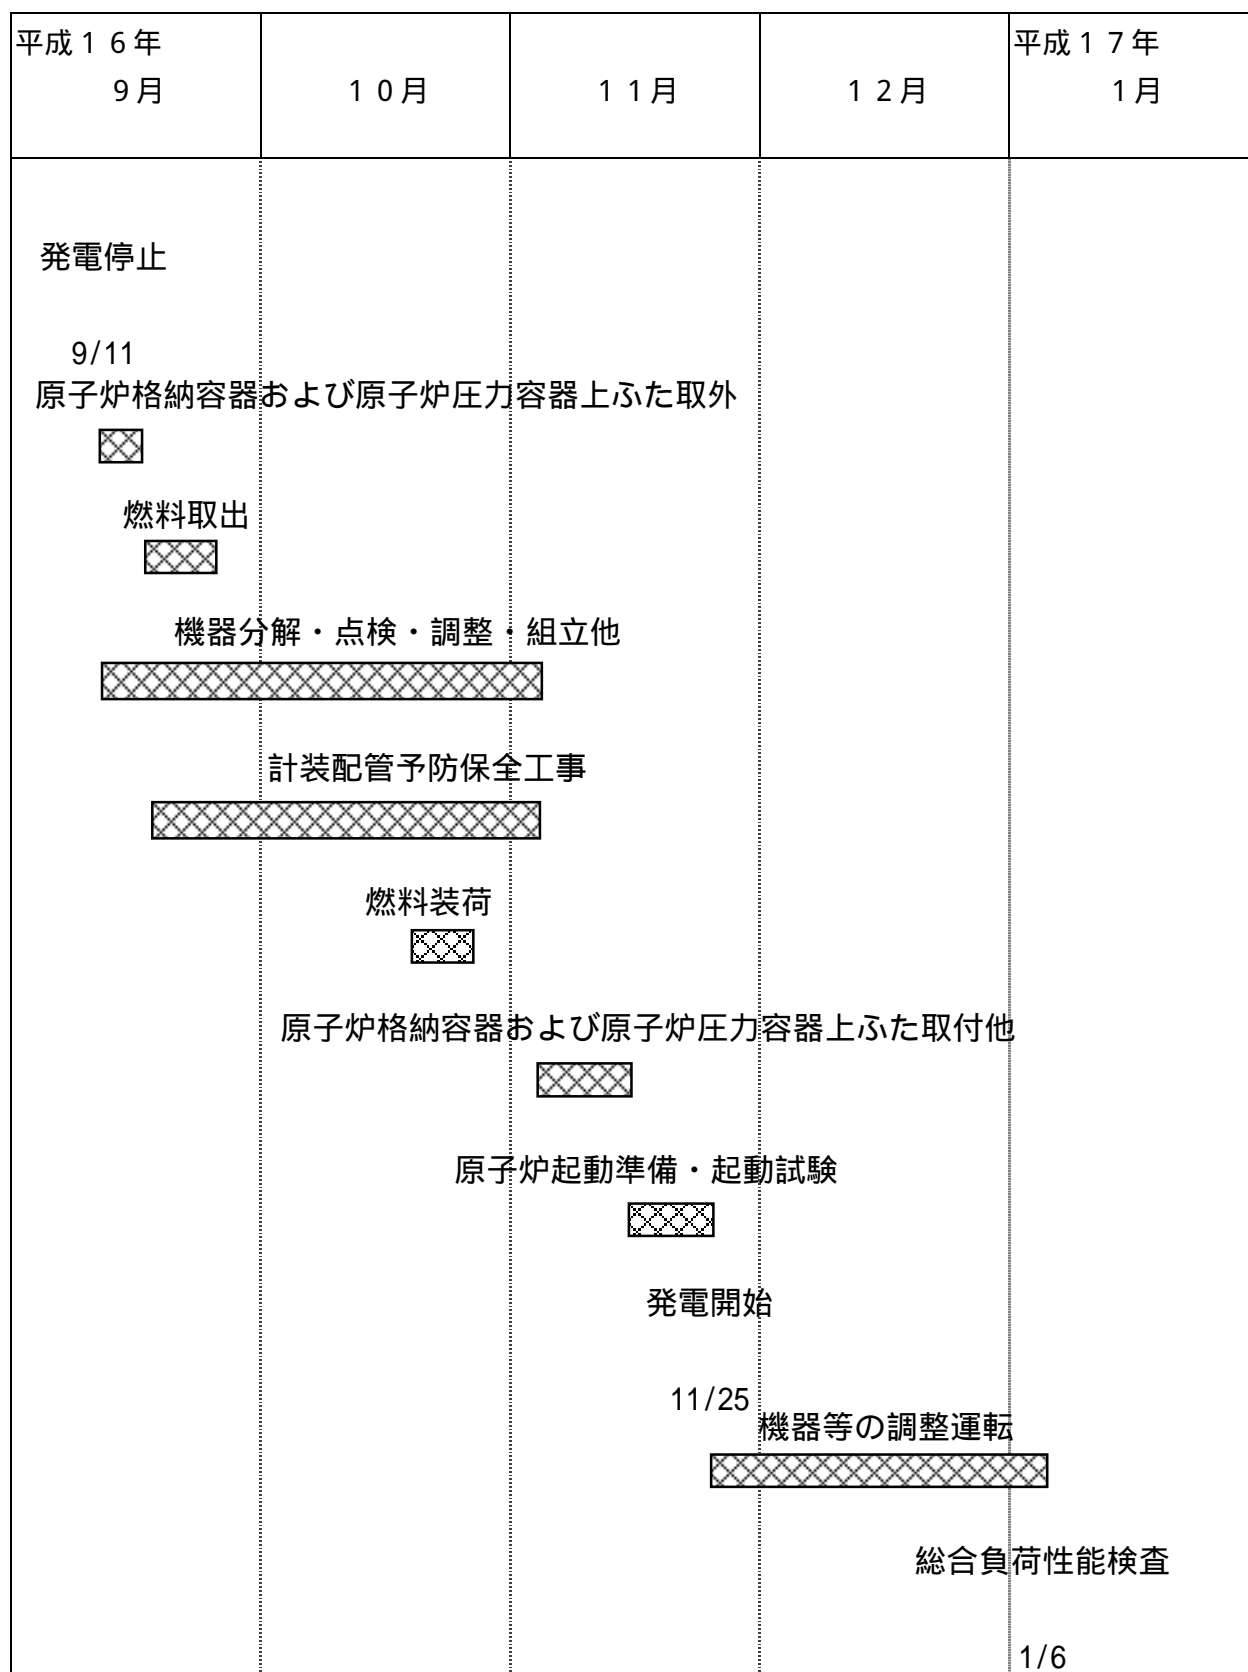 平成１６年
平成１７年
９月
１０月
１１月
１２月
１月
発電停止
9/11
原子炉格納容器および原子炉圧力容器上ふた取外
燃料取出
機器分解・点検・調整・組立他
計装配管予防保全工事
燃料装荷
原子炉格納容器および原子炉圧力容器上ふた取付他
原子炉起動準備・起動試験
発電開始
11/25
機器等の調整運転
総合負荷性能検査
1/6